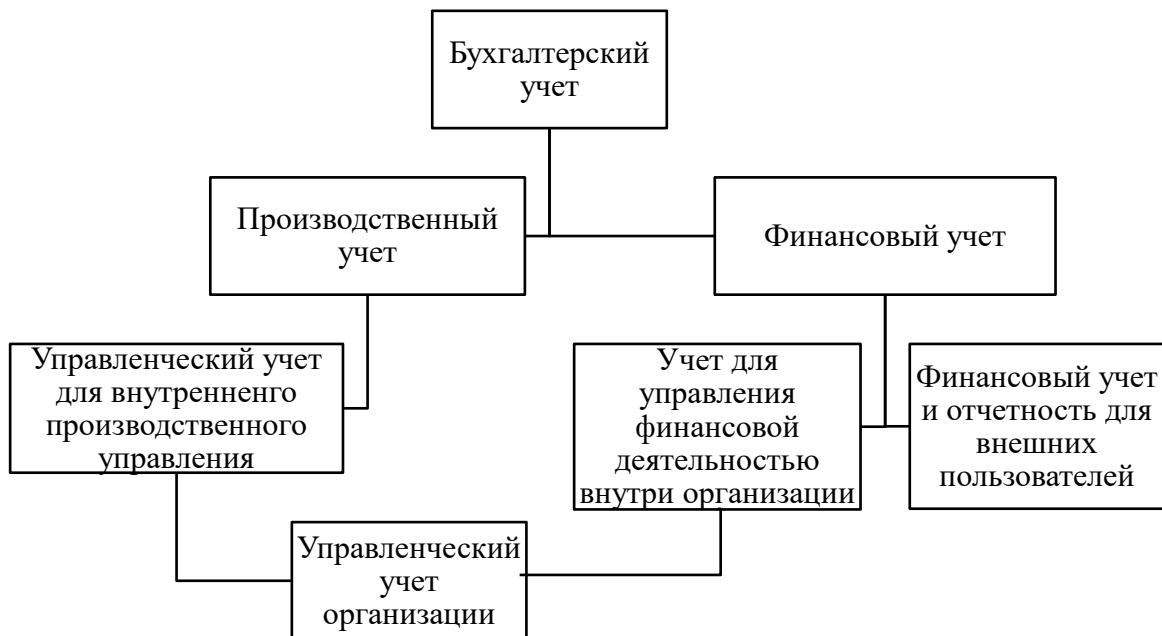 Бухгалтерский
учет
Производственный
учет
Финансовый учет
Управленческий учет
для внутренненго
производственного
управления
Учет для
управления
финансовой
деятельностью
внутри организации
Финансовый учет
и отчетность для
внешних
пользователей
Управленческий
учет
организации